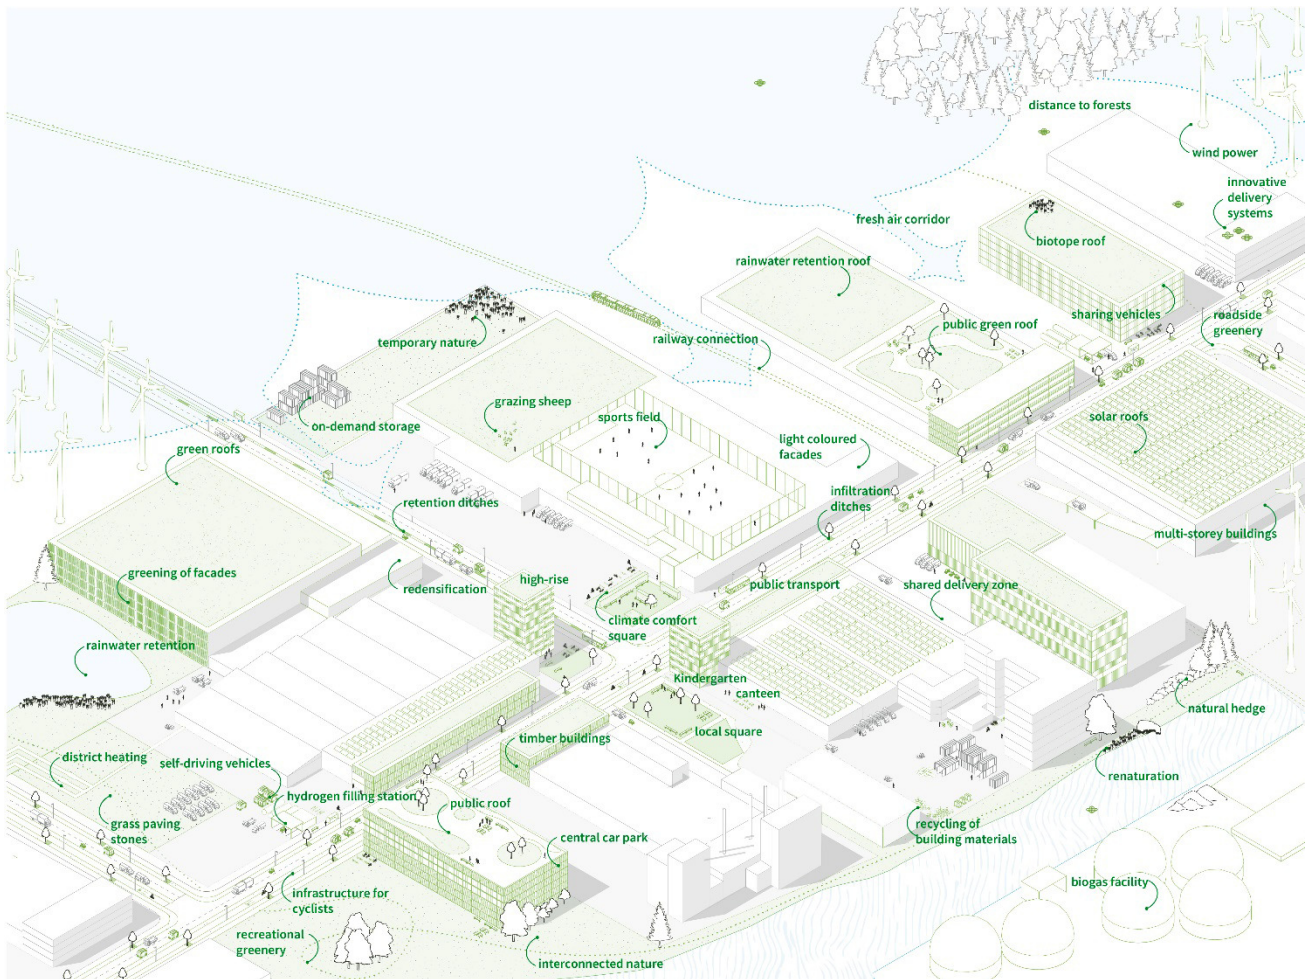 distance to forests
wind power
innovative
delivery
systems
fresh air corridor
biotope roof
rainwater retention roof
sharing vehicles
roadside
greenery
public green roof
temporary nature
railway connection
grazing sheep
sports field
solar roofs
on-demand storage
light coloured
facades
green roofs
infiltration
ditches
retention ditches
multi-storey buildings
greening of facades
redensification
high-rise
public transport
shared delivery zone
climate comfort
square
rainwater retention
Kindergarten
canteen
natural hedge
local square
timber buildings
district heating
self-driving vehicles
renaturation
hydrogen filling station
public roof
grass paving
stones
central car park
recycling of
building materials
infrastructure for
cyclists
biogas facility
recreational
greenery
interconnected nature